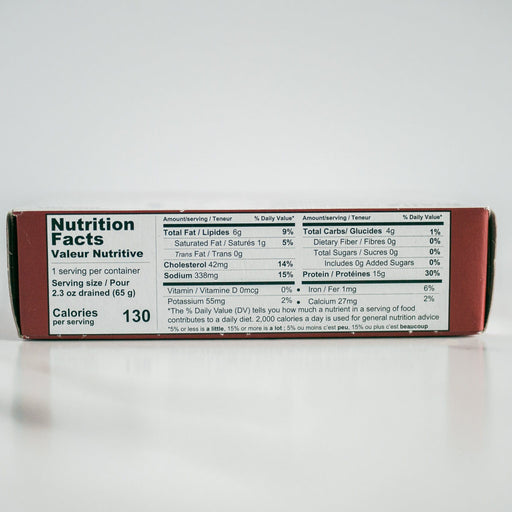 Nutrition
Facts
Valeur Nutritive
1 serving per container
Serving size / Pour
2.3 oz drained (65 g)
Calories
per serving 130
Amount/serving / Teneur % Daily Value*
Total Fat / Lipides 6g 9%
Saturated Fat / Saturés 1g 5%
Trans Fat / Trans 0g
Cholesterol 42mg 14%
Sodium 338mg 15%
Amount/serving / Teneur % Daily Value*
Total Carbs/ Glucides 4g 1%
Dietary Fiber / Fibres 0g 0%
Total Sugars / Sucres 0g 0%
Includes 0g Added Sugars 0%
Protein / Protéines 15g 30%
Vitamin / Vitamine D 0mcg 0% • Iron / Fer 1mg 6%
Potassium 55mg 2% • Calcium 27mg 2%
*The % Daily Value (DV) tells you how much a nutrient in a serving of food
contributes to a daily diet. 2,000 calories a day is used for general nutrition advice
*5% or less is a little, 15% or more is a lot ; 5% ou moins c'est peu, 15% ou plus c'est beaucoup